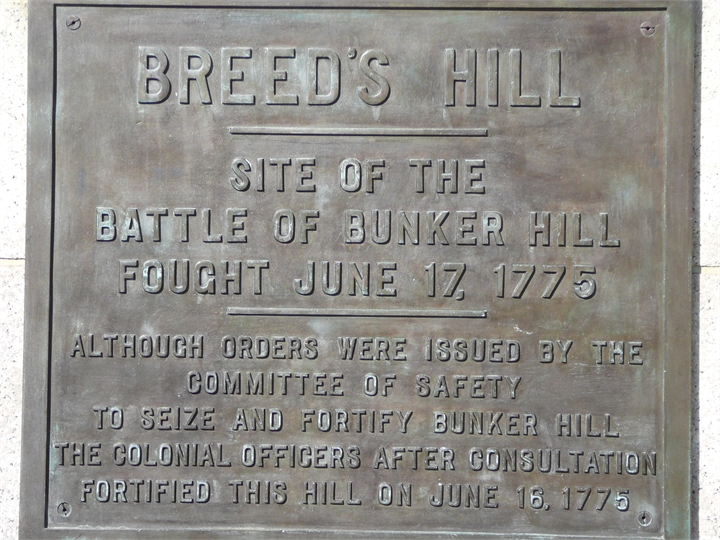 BREED'S HILL
SITE OF THE
BATTLE OF BUNKER HILL
FOUGHT JUNE 17, 1775
ALTHOUGH ORDERS WERE ISSUED BY THE
COMMITTEE OF SAFETY
TO SEIZE AND FORTIFY BUNKER HILL
THE COLONIAL OFFICERS AFTER CONSULTATION
FORTIFIED THIS HILL ON JUNE 16, 1775